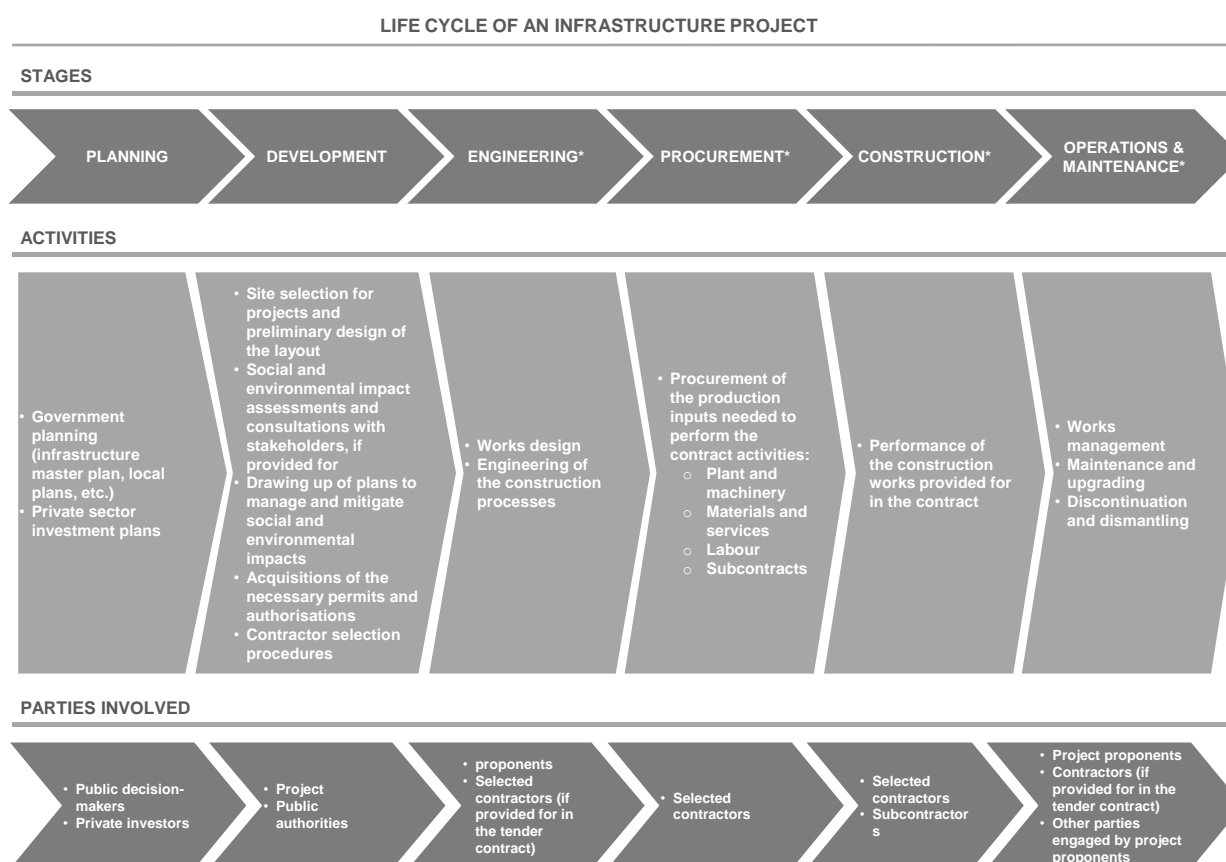 LIFE CYCLE OF AN INFRASTRUCTURE PROJECT
STAGES
PLANNING
DEVELOPMENT
ENGINEERING*
PROCUREMENT*
CONSTRUCTION*
OPERATIONS &
MAINTENANCE*
ACTIVITIES
• Government
planning
(infrastructure
master plan, local
plans, etc.)
• Private sector
investment plans
• Site selection for
projects and
preliminary design of
the layout
• Social and
environmental impact
assessments and
consultations with
stakeholders, if
provided for
• Drawing up of plans to
manage and mitigate
social and
environmental
impacts
• Acquisitions of the
necessary permits and
authorisations
• Contractor selection
procedures
• Works design
• Engineering of
the construction
processes
• Procurement of
the production
inputs needed to
perform the
contract activities:
○ Plant and
machinery
○ Materials and
services
○ Labour
○ Subcontracts
• Performance of
the construction
works provided for
in the contract
• Works
management
• Maintenance and
upgrading
• Discontinuation
and dismantling
PARTIES INVOLVED
• Public decision-
makers
• Private investors
• Project
• Public
authorities
• proponents
• Selected
contractors (if
provided for in
the tender
contract)
• Selected
contractors
• Selected
contractors
• Subcontractor
s
• Project proponents
• Contractors (if
provided for in the
tender contract)
• Other parties
engaged by project
proponents